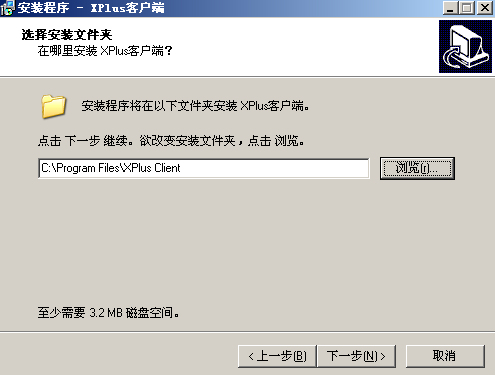 安装程序 - XPlus客户端
选择安装文件夹
在哪里安装 XPlus客户端?
安装程序将在以下文件夹安装 XPlus客户端。
点击 下一步 继续。欲改变安装文件夹，点击 浏览。
C:\Program Files\XPlus Client
浏览(r)...
至少需要 3.2 MB 磁盘空间。
<上一步(B)
下一步(N)>
取消